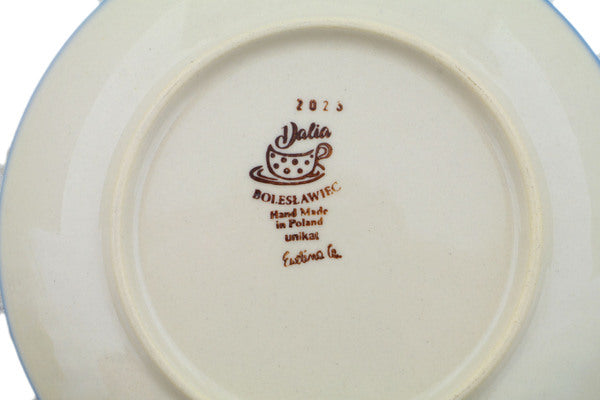 2023
Dalia
BOLESŁAWIEC
Hand Made
in Poland
unikat